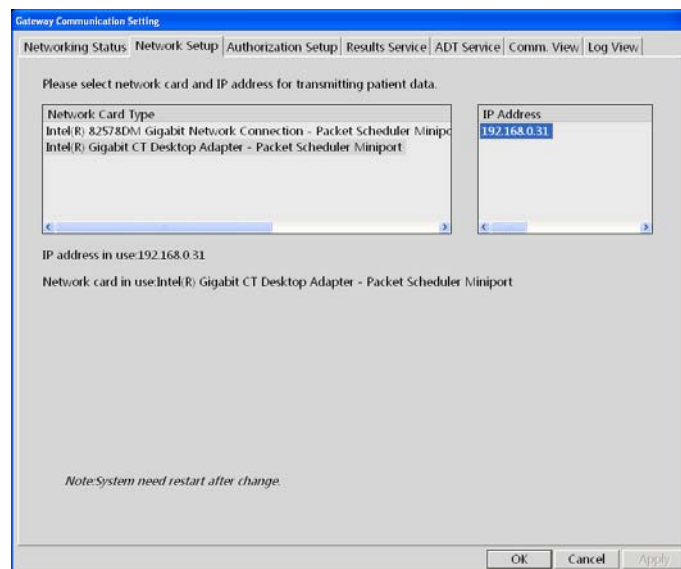 Gateway Communication Setting
Networking Status Network Setup Authorization Setup Results Service ADT Service Comm. View Log View
Please select network card and IP address for transmitting patient data.
Network Card Type
Intel(R) 82578DM Gigabit Network Connection - Packet Scheduler Minipo
Intel(R) Gigabit CT Desktop Adapter - Packet Scheduler Miniport
IP Address
192.168.0.31
IP address in use:192.168.0.31
Network card in use:Intel(R) Gigabit CT Desktop Adapter - Packet Scheduler Miniport
Note:System need restart after change.
OK Cancel Apply